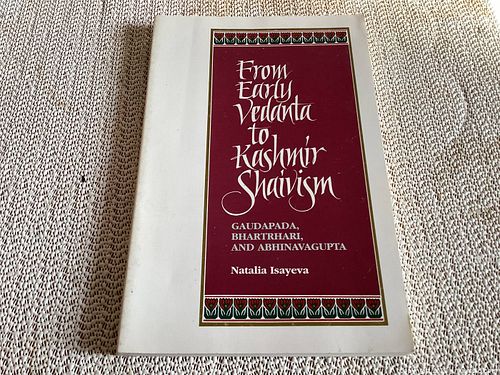 From
Early
Vedanta
to
Kashmir
Shaivism
GAUDAPADA,
BHARTRHARI,
AND ABHINAVAGUPTA
Natalia Isayeva